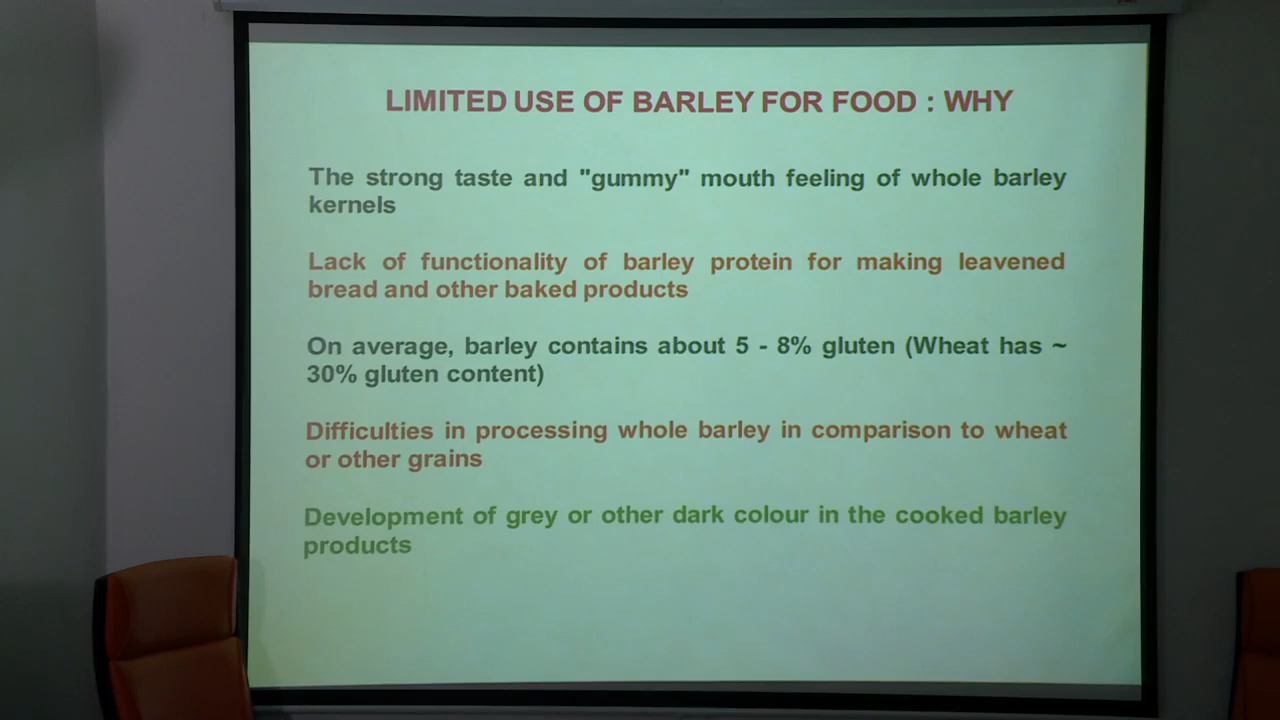 LIMITED USE OF BARLEY FOR FOOD : WHY
The strong taste and "gummy" mouth feeling of whole barley
kernels
Lack of functionality of barley protein for making leavened
bread and other baked products
On average, barley contains about 5 - 8% gluten (Wheat has ~
30% gluten content)
Difficulties in processing whole barley in comparison to wheat
or other grains
Development of grey or other dark colour in the cooked barley
products